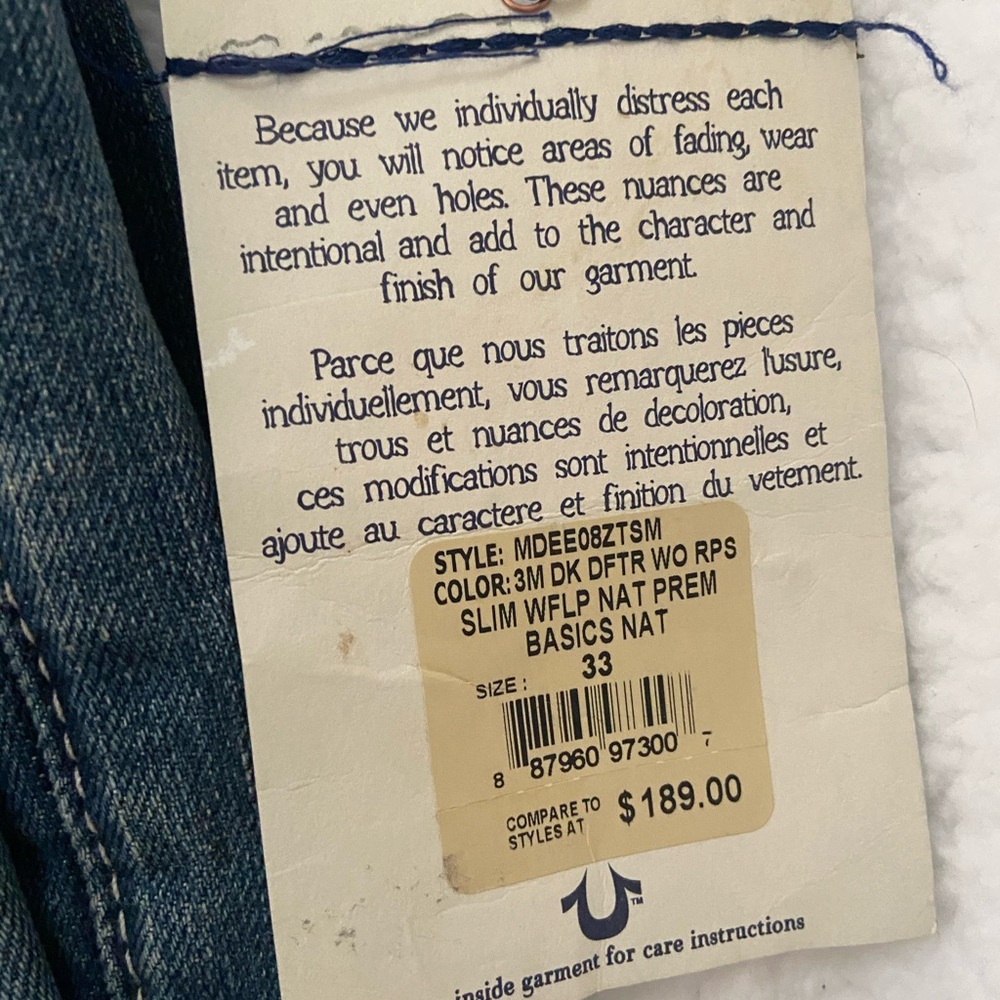 Because we individually distress each
item, you will notice areas of fading, wear
and even holes. These nuances are
intentional and add to the character and
finish of our garment.
Parce que nous traitons les pieces
individuellement, vous remarquerez l'usure,
trous et nuances de decoloration,
ces modifications sont intentionnelles et
ajoute au caractere et finition du vetement.
STYLE: MDEE08ZTSM
COLOR:3M DK DFTR WO RPS
SLIM WFLP NAT PREM
BASICS NAT
SIZE : 33
8 87960 97300 7
COMPARE TO
STYLES AT $189.00
TM
inside garment for care instructions